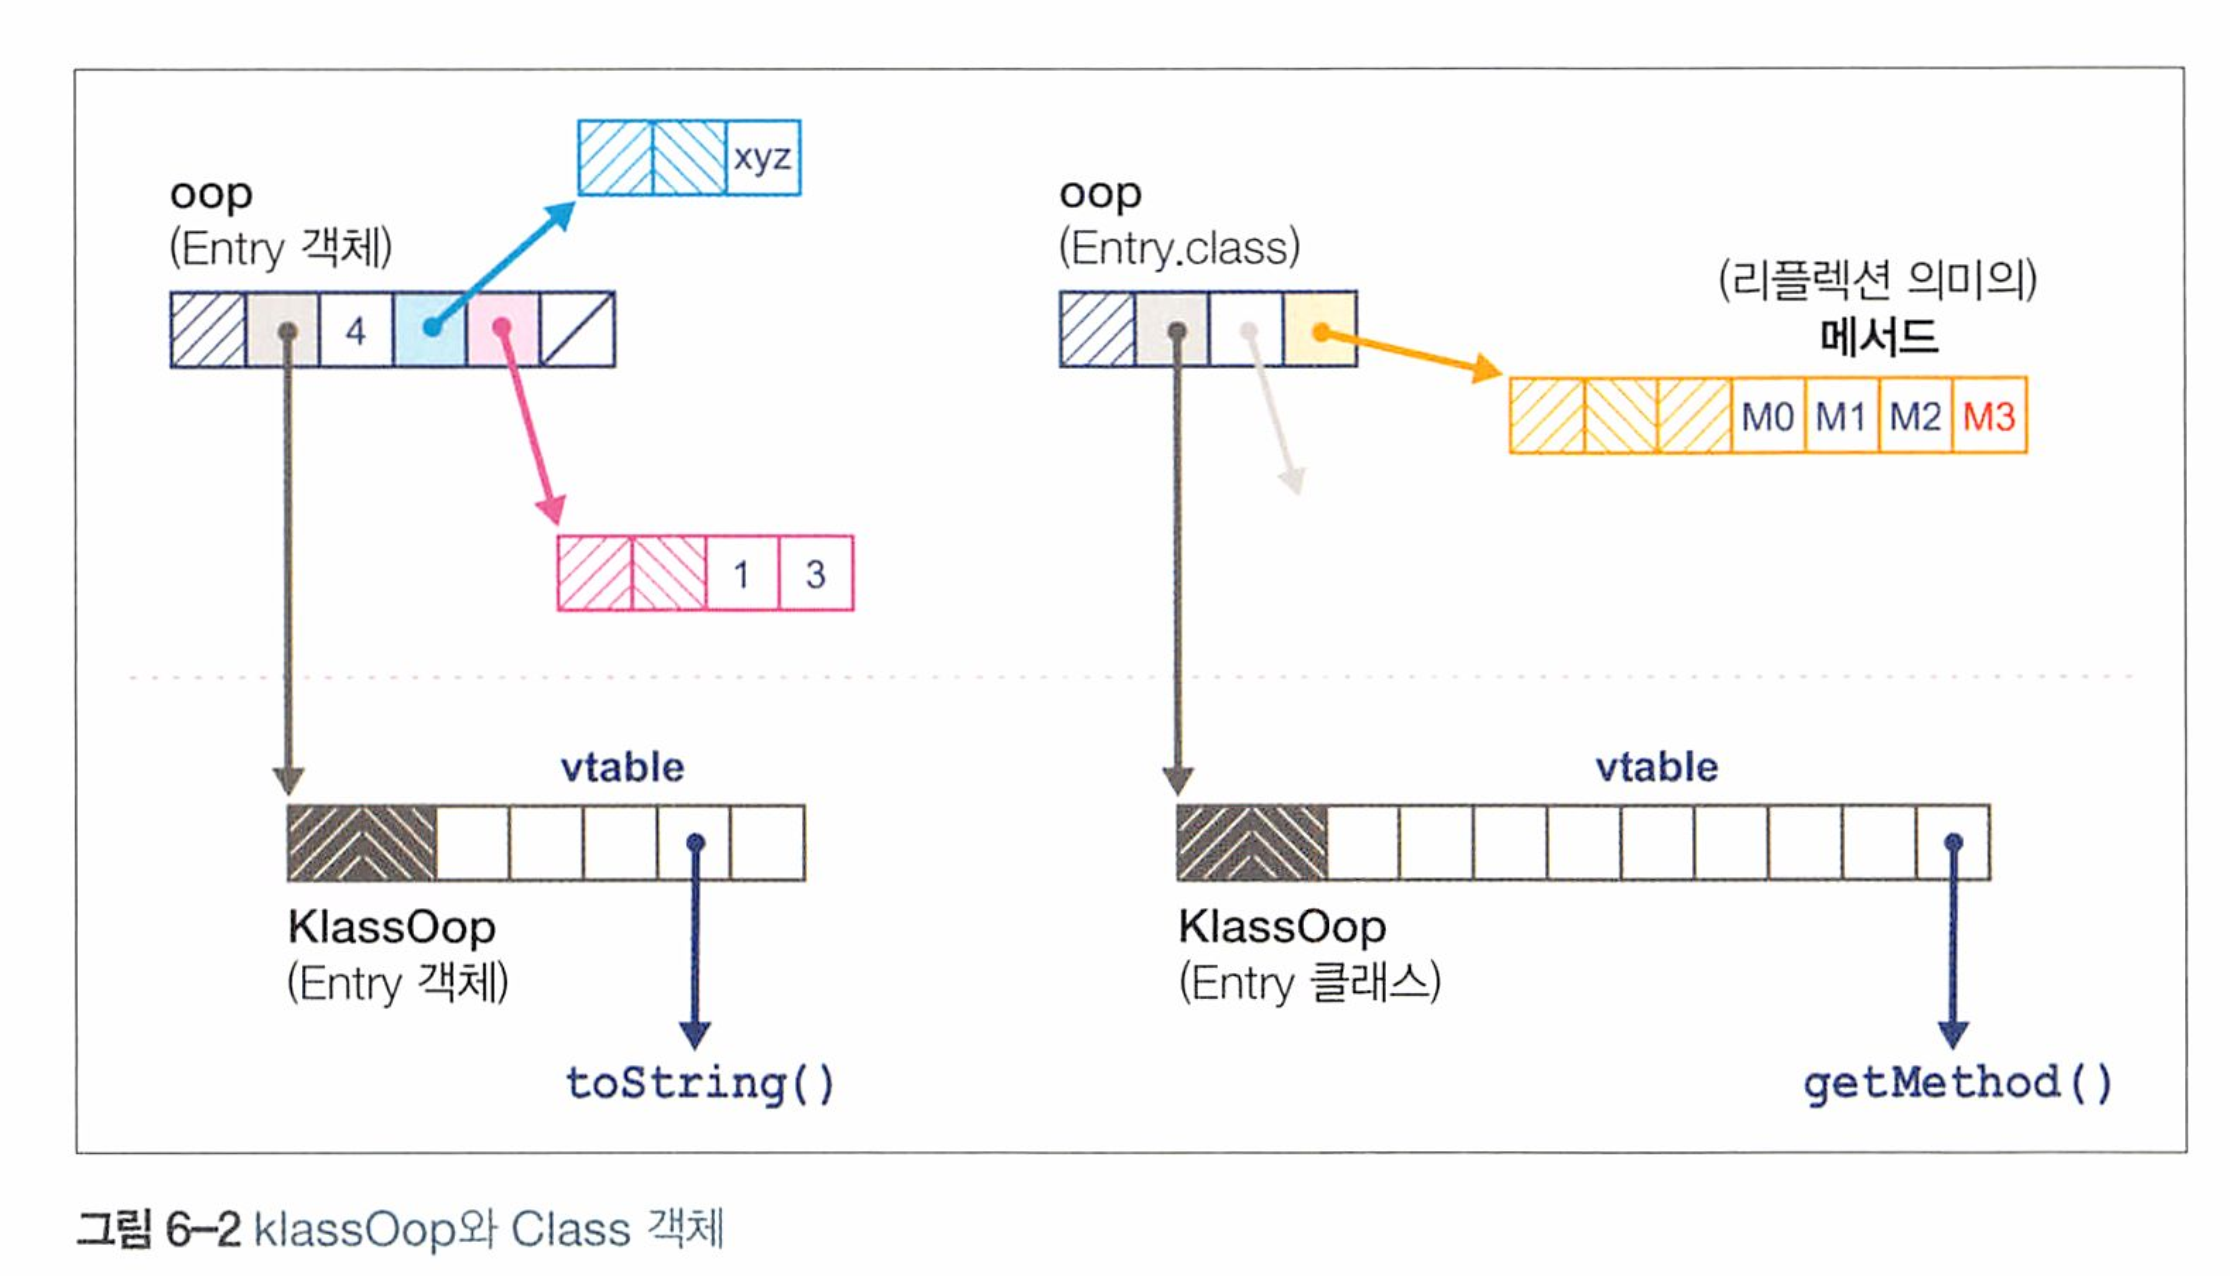 xyz
oop
(Entry 객체)
4
1 3
oop
(Entry.class)
(리플렉션 의미의)
메서드
M0 M1 M2 M3
vtable
KlassOop
(Entry 객체)
toString()
vtable
KlassOop
(Entry 클래스)
getMethod()
그림 6-2 klassOop와 Class 객체